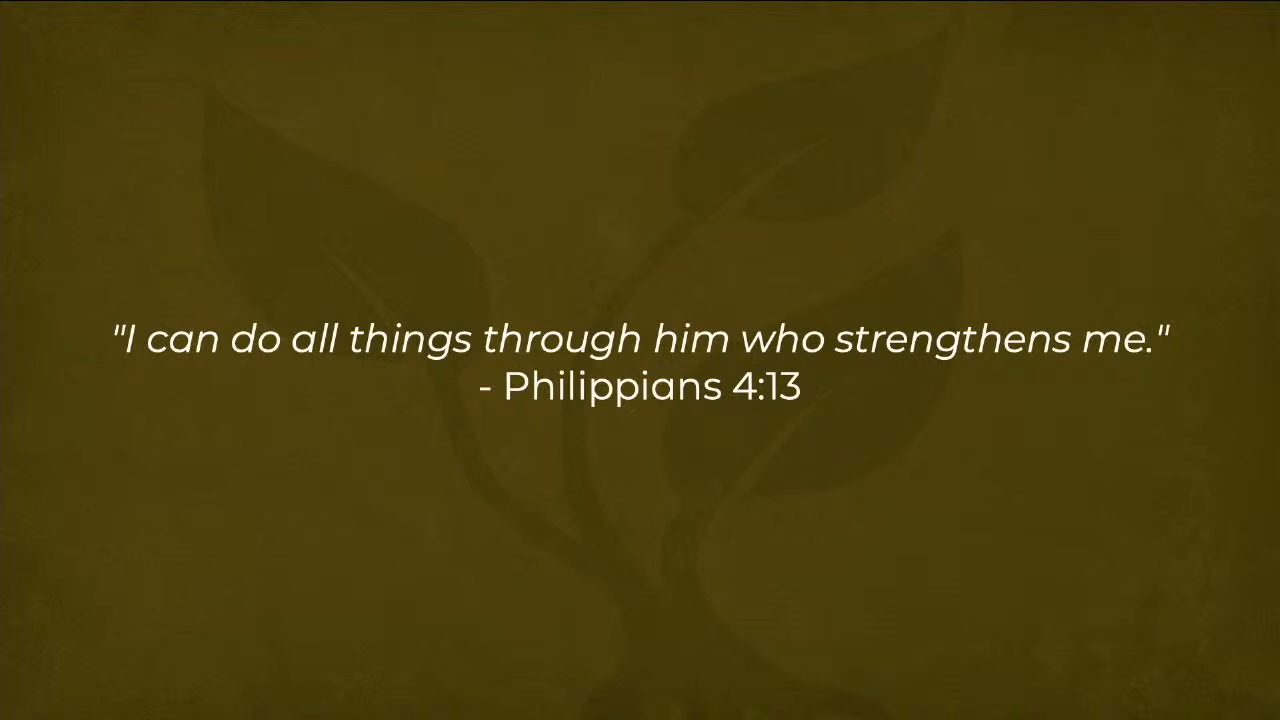 "I can do all things through him who strengthens me."
- Philippians 4:13